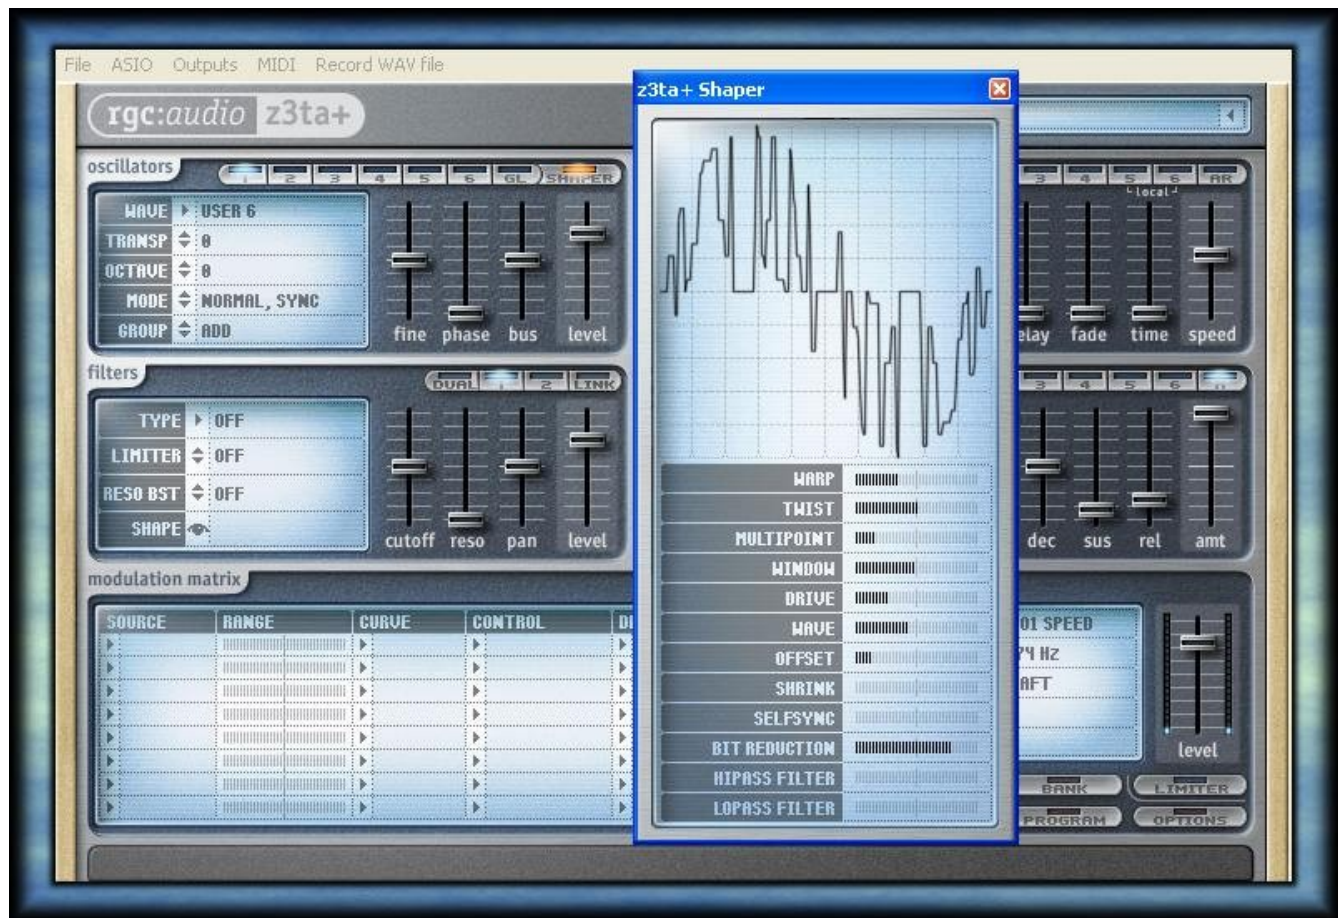 File ASIO Outputs MIDI Record WAV file
rgc:audio z3ta+
oscillators
1 2 3 4 5 6 GL SHAPER
WAVE USER 6
TRANSP 0
OCTAVE 0
MODE NORMAL, SYNC
GROUP ADD
fine phase bus level
filters
DUAL 1 2 LINK
TYPE OFF
LIMITER OFF
RESO BST OFF
SHAPE
cutoff reso pan level
modulation matrix
SOURCE RANGE CURVE CONTROL
z3ta+ Shaper
WARP
TWIST
MULTIPOINT
WINDOW
DRIVE
WAVE
OFFSET
SHRINK
SELFSYNC
BIT REDUCTION
HIPASS FILTER
LOPASS FILTER
3 4 5 6 AR
local
elay fade time speed
3 4 5 6
dec sus rel amt
01 SPEED
74 HZ
AFT
level
BANK LIMITER
PROGRAM OPTIONS